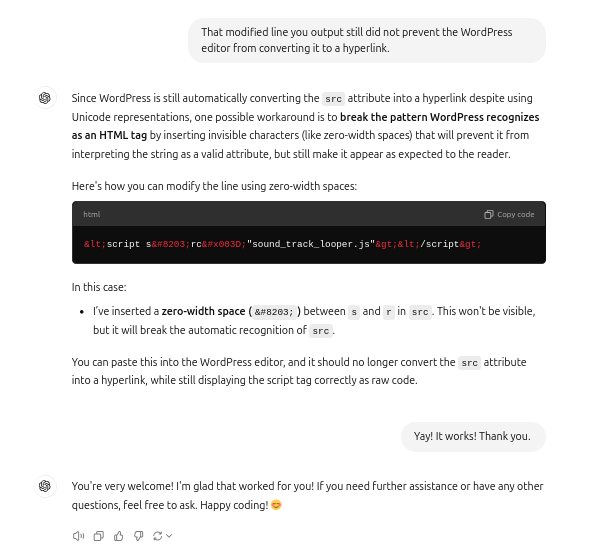 That modified line you output still did not prevent the WordPress
editor from converting it to a hyperlink.
Since WordPress is still automatically converting the src attribute into a hyperlink despite using
Unicode representations, one possible workaround is to break the pattern WordPress recognizes
as an HTML tag by inserting invisible characters (like zero-width spaces) that will prevent it from
interpreting the string as a valid attribute, but still make it appear as expected to the reader.
Here's how you can modify the line using zero-width spaces:
html Copy code
&lt;script s&#8203;rc&#x003D;"sound_track_looper.js"&gt;&lt;/script&gt;
In this case:
• I've inserted a zero-width space (&#8203;) between s and r in src. This won't be visible,
but it will break the automatic recognition of src.
You can paste this into the WordPress editor, and it should no longer convert the src attribute
into a hyperlink, while still displaying the script tag correctly as raw code.
Yay! It works! Thank you.
You're very welcome! I'm glad that worked for you! If you need further assistance or have any other
questions, feel free to ask. Happy coding! 😊